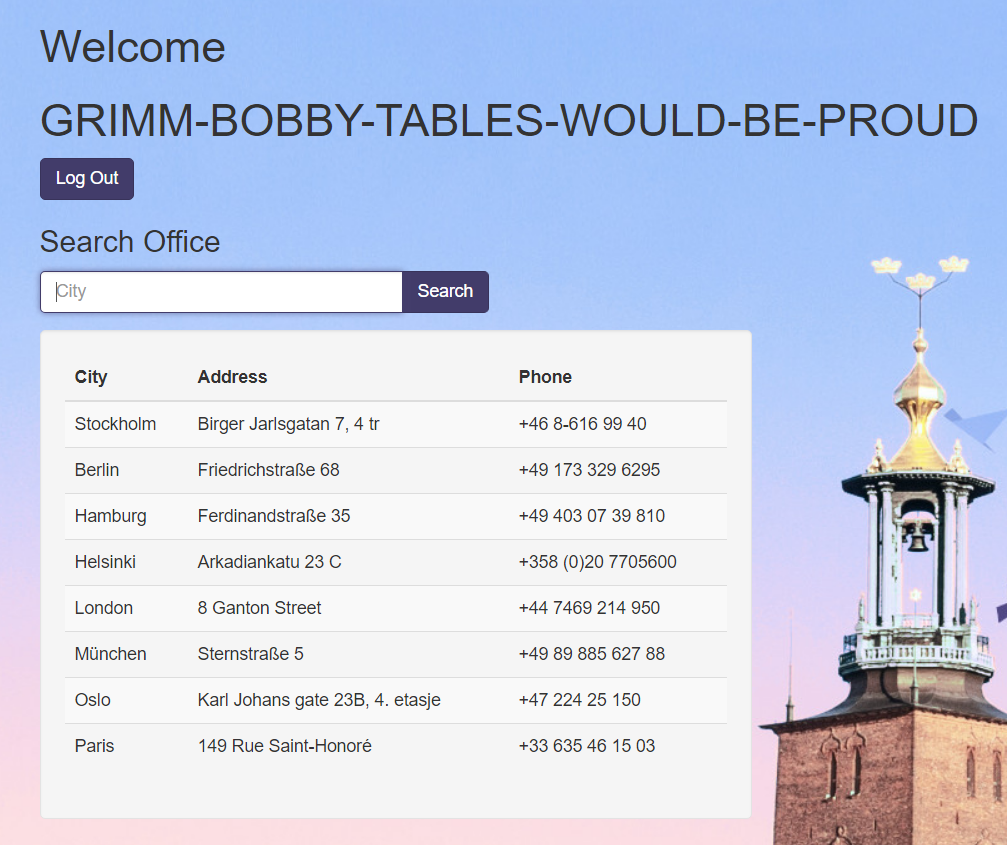 Welcome
GRIMM-BOBBY-TABLES-WOULD-BE-PROUD
Log Out
Search Office
City Search
City Address Phone
Stockholm Birger Jarlsgatan 7, 4 tr +46 8-616 99 40
Berlin Friedrichstraße 68 +49 173 329 6295
Hamburg Ferdinandstraße 35 +49 403 07 39 810
Helsinki Arkadiankatu 23 C +358 (0)20 7705600
London 8 Ganton Street +44 7469 214 950
München Sternstraße 5 +49 89 885 627 88
Oslo Karl Johans gate 23B, 4. etasje +47 224 25 150
Paris 149 Rue Saint-Honoré +33 635 46 15 03